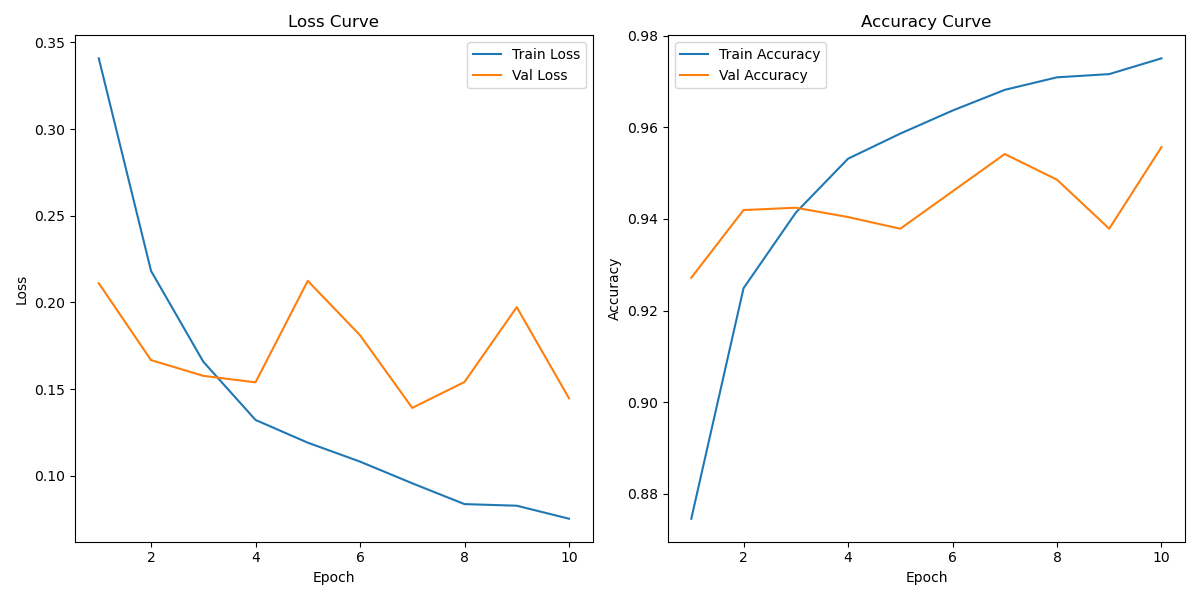 Loss Curve
0.35
0.30
0.25
0.20
0.15
0.10
Loss
2 4 6 8 10
Epoch
Train Loss
Val Loss
Accuracy Curve
0.98
0.96
0.94
0.92
0.90
0.88
Accuracy
2 4 6 8 10
Epoch
Train Accuracy
Val Accuracy